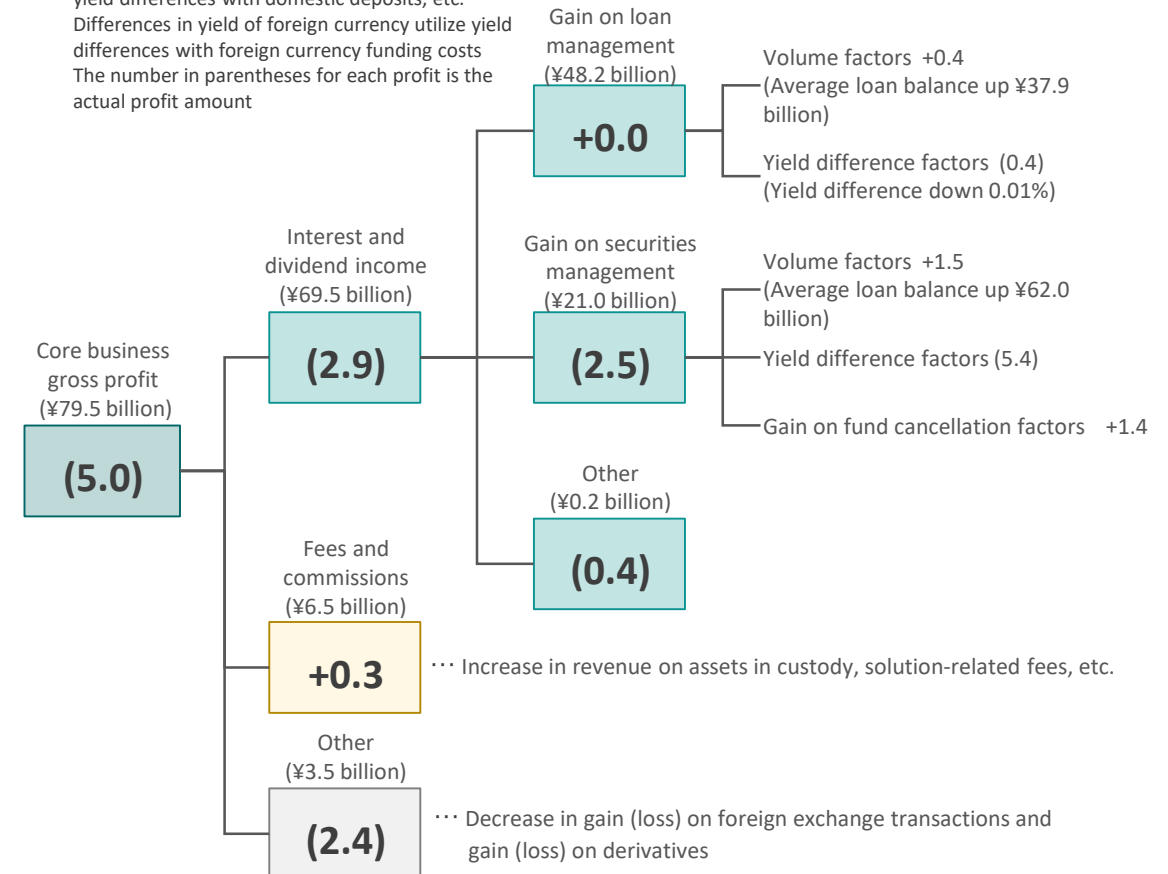 yield differences with domestic deposits, etc.
Differences in yield of foreign currency utilize yield
differences with foreign currency funding costs
The number in parentheses for each profit is the
actual profit amount
Gain on loan
management
(¥48.2 billion)
+0.0
Volume factors +0.4
(Average loan balance up ¥37.9
billion)
Yield difference factors (0.4)
(Yield difference down 0.01%)
Interest and
dividend income
(¥69.5 billion)
(2.9)
Gain on securities
management
(¥21.0 billion)
(2.5)
Volume factors +1.5
(Average loan balance up ¥62.0
billion)
Yield difference factors (5.4)
Gain on fund cancellation factors +1.4
Core business
gross profit
(¥79.5 billion)
(5.0)
Other
(¥0.2 billion)
(0.4)
Fees and
commissions
(¥6.5 billion)
+0.3
… Increase in revenue on assets in custody, solution-related fees, etc.
Other
(¥3.5 billion)
(2.4)
… Decrease in gain (loss) on foreign exchange transactions and
gain (loss) on derivatives